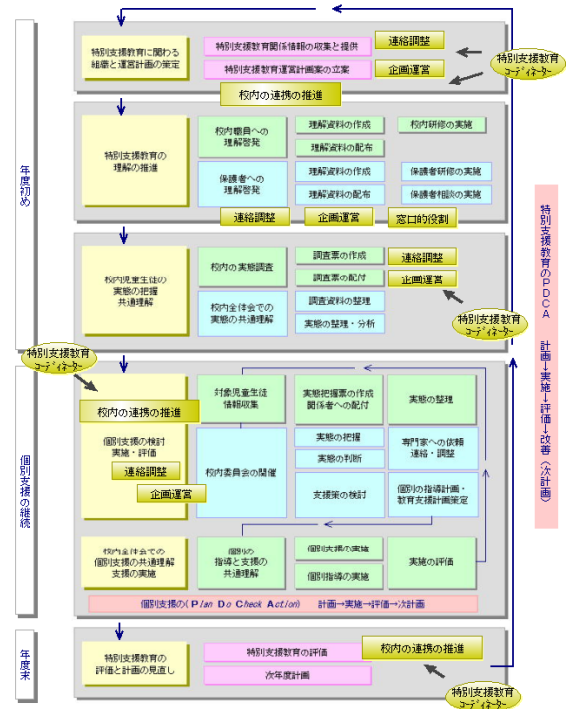 年度初め
特別支援教育に関わる
組織と運営計画の策定
特別支援教育関係情報の収集と提供
連絡調整
特別支援教育運営計画案の立案
企画運営
特別支援教育
コーディネーター
校内の連携の推進
特別支援教育の
理解の推進
校内職員への
理解啓発
理解資料の作成
校内研修の実施
理解資料の配布
保護者への
理解啓発
理解資料の作成
保護者研修の実施
理解資料の配布
保護者相談の実施
連絡調整
企画運営
窓口的役割
校内児童生徒の
実態の把握
共通理解
校内の実態調査
調査票の作成
連絡調整
調査票の配付
企画運営
校内全体会での
実態の共通理解
調査資料の整理
実態の整理・分析
特別支援教育
コーディネーター
特別支援教育のPDCA 計画→実施→評価→改善(次計画)
特別支援教育
コーディネーター
個別支援の継続
校内の連携の推進
個別支援の検討
実施・評価
連絡調整
企画運営
対象児童生徒
情報収集
実態把握票の作成
関係者への配付
実態の整理
校内委員会の開催
実態の把握
実態の判断
専門家への依頼
連絡・調整
支援策の検討
個別の指導計画・
教育支援計画策定
校内全体会での
個別支援の共通理解
支援の実施
個別の
指導と支援の
共通理解
個別支援の実施
個別指導の実施
実施の評価
個別支援の(Plan Do Check Action) 計画→実施→評価→次計画
年度末
特別支援教育の
評価と計画の見直し
特別支援教育の評価
次年度計画
校内の連携の推進
特別支援教育
コーディネーター